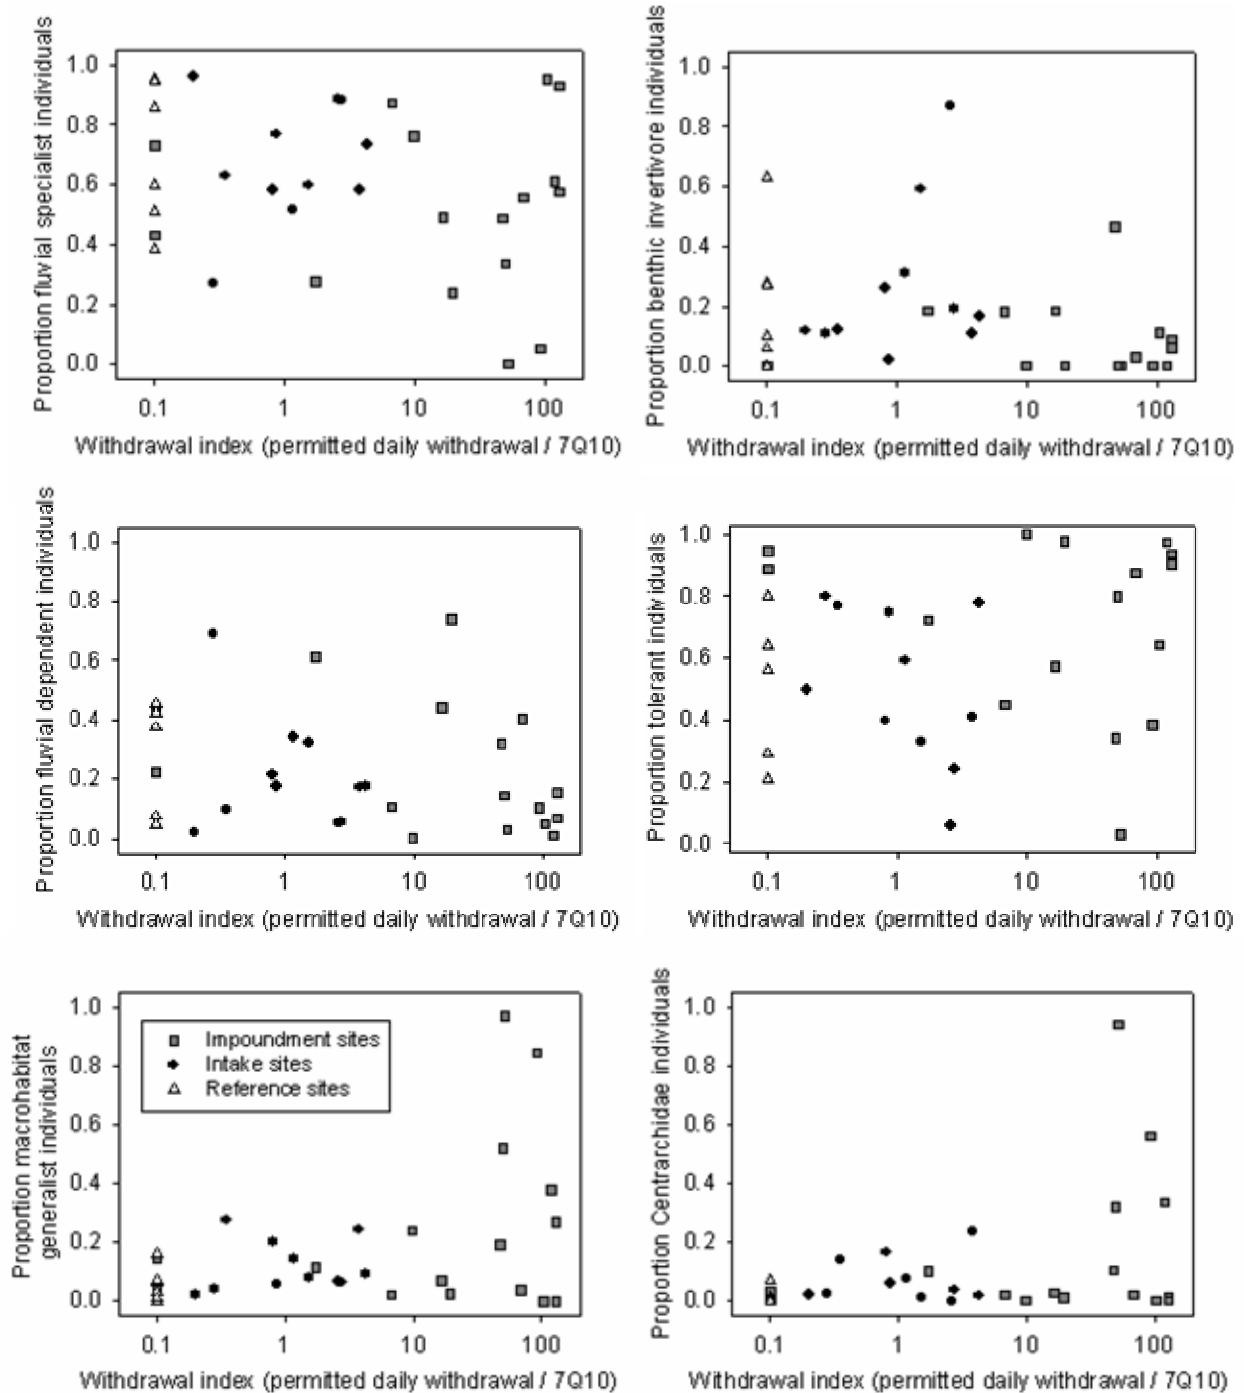 Proportion fluvial specialist individuals
1.0
0.8
0.6
0.4
0.2
0.0
0.1 1 10 100
Withdrawal index (permitted daily withdrawal / 7Q10)
Proportion benthic invertivore individuals
1.0
0.8
0.6
0.4
0.2
0.0
0.1 1 10 100
Withdrawal index (permitted daily withdrawal / 7Q10)
Proportion fluvial dependent individuals
1.0
0.8
0.6
0.4
0.2
0.0
0.1 1 10 100
Withdrawal index (permitted daily withdrawal / 7Q10)
Proportion tolerant individuals
1.0
0.8
0.6
0.4
0.2
0.0
0.1 1 10 100
Withdrawal index (permitted daily withdrawal / 7Q10)
Proportion macrohabitat
generalist individuals
1.0
0.8
0.6
0.4
0.2
0.0
Impoundment sites
Intake sites
Reference sites
0.1 1 10 100
Withdrawal index (permitted daily withdrawal / 7Q10)
Proportion Centrarchidae individuals
1.0
0.8
0.6
0.4
0.2
0.0
0.1 1 10 100
Withdrawal index (permitted daily withdrawal / 7Q10)